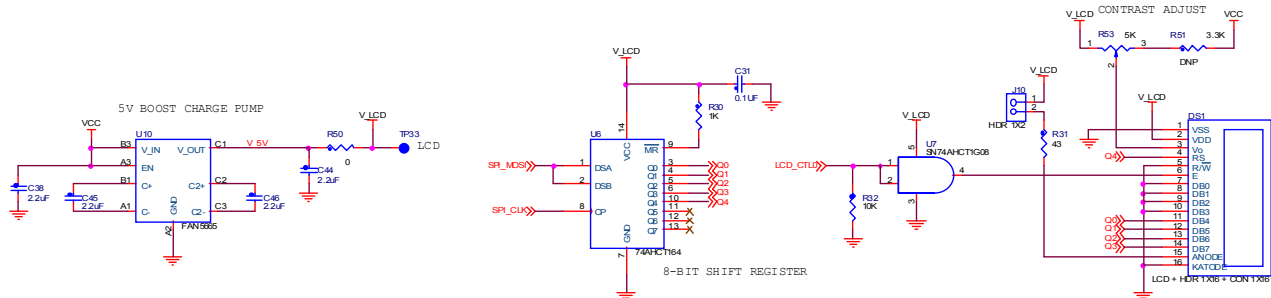 5V BOOST CHARGE PUMP
VCC
U10
B3 V_IN V_OUT C1 V_5V
A3 EN
B1 C+ C2+ C2
A1 C- C2- C3
GND
A2
FAN5665
C38
2.2uF
C45
2.2uF
C46
2.2uF
C44
2.2uF
R50
0
V_LCD
TP33
LCD
V_LCD
C31
0.1UF
R30
1K
U6
14
VCC
MR 9
SPI_MOSI 1 DSA
2 DSB
SPI_CLK 8 CP
Q0 3 Q0
Q1 4 Q1
Q2 5 Q2
Q3 6 Q3
Q4 10 Q4
Q5 11
Q6 12
Q7 13
GND
7
74AHCT164
8-BIT SHIFT REGISTER
V_LCD
U7
SN74AHCT1G08
5
LCD_CTL0
1
2
4
3
R32
10K
CONTRAST ADJUST
V_LCD
R53
5K
1
2
3
R51
3.3K
DNP
VCC
V_LCD
J10
1
2
HDR 1X2
R31
43
V_LCD
DS1
1 VSS
2 VDD
3 Vo
Q4 4 RS
5 R/W
6 E
7 DB0
8 DB1
9 DB2
10 DB3
Q0 11 DB4
Q1 12 DB5
Q2 13 DB6
Q3 14 DB7
15 ANODE
16 KATODE
LCD + HDR 1X16 + CON 1X16